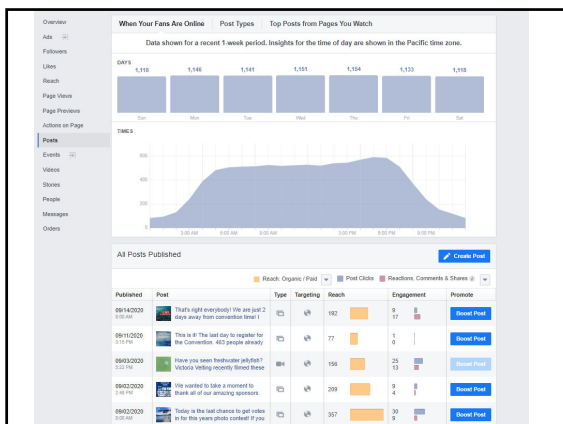 Overview
Ads
Followers
Likes
Reach
Page Views
Page Previews
Actions on Page
Posts
Events
Videos
Stories
People
Messages
Orders
When Your Fans Are Online Post Types Top Posts from Pages You Watch
Data shown for a recent 1-week period. Insights for the time of day are shown in the Pacific time zone.
DAYS
1,118 1,146 1,141 1,151 1,154 1,133 1,118
Sun Mon Tue Wed Thu Fri Sat
TIMES
600
400
200
0
3:00 AM 6:00 AM 9:00 AM 3:00 PM 6:00 PM 9:00 PM
All Posts Published Create Post
Reach: Organic / Paid Post Clicks Reactions, Comments & Shares
Published Post Type Targeting Reach Engagement Promote
09/14/2020 That's right everybody! We are just 2 192 9 Boost Post
days away from convention time! I 17
09/11/2020 This is it! The last day to register for 77 1 Boost Post
3:15 PM the Convention. 463 people already 0
09/03/2020 Have you seen freshwater jellyfish? 156 25 Boost Post
Victoria Velting recently filmed these 13
09/02/2020 We wanted to take a moment to 209 9 Boost Post
thank all of our amazing sponsors. 4
09/02/2020 Today is the last chance to get votes 357 30 Boost Post
in for this years photo contest! If you 9